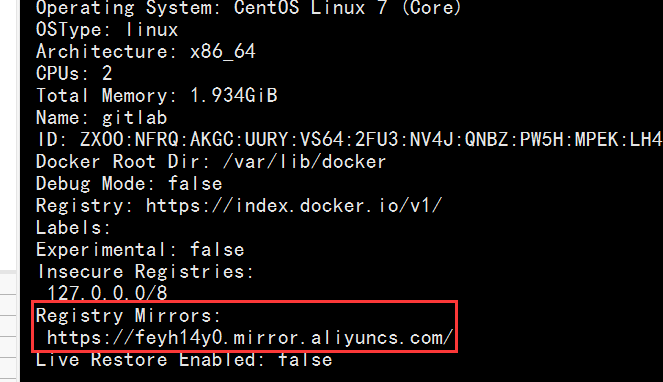 Operating System: CentOS Linux 7 (Core)
OSType: linux
Architecture: x86_64
CPUs: 2
Total Memory: 1.934GiB
Name: gitlab
ID: ZXOO:NFRQ:AKGC:UURY:VS64:2FU3:NV4J:QNBZ:PW5H:MPEK:LH4
Docker Root Dir: /var/lib/docker
Debug Mode: false
Registry: https://index.docker.io/v1/
Labels:
Experimental: false
Insecure Registries:
127.0.0.0/8
Registry Mirrors:
https://feyh14y0.mirror.aliyuncs.com/
Live Restore Enabled: false